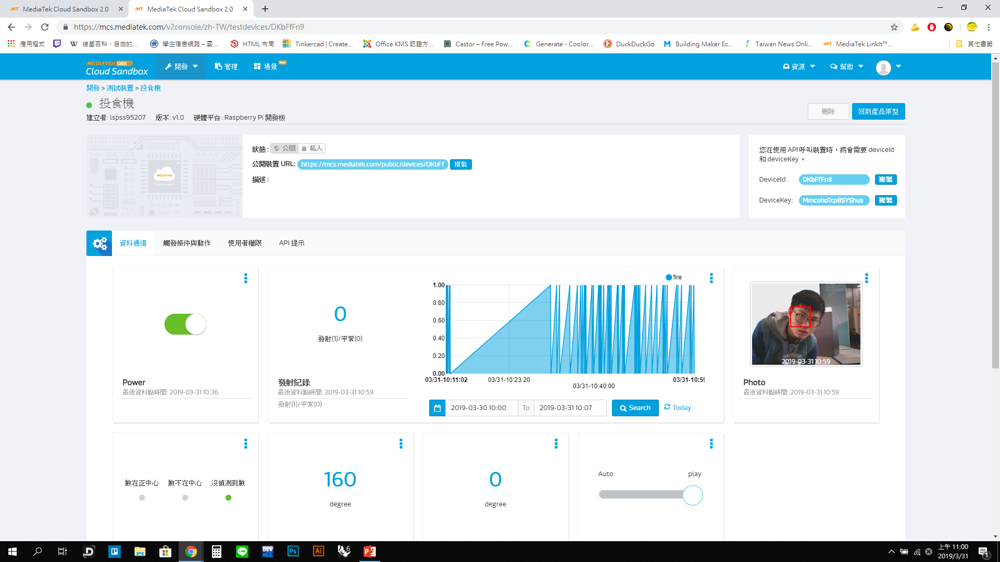 MediaTek Cloud Sandbox 2.0
MediaTek Cloud Sandbox 2.0
https://mcs.mediatek.com/v2console/zh-TW/testdevices/DKbFfFn9
應用程式
維基百科，自由的...
學生宿舍網路 – 國...
HTML 布局
Tinkercad | Create...
Office KMS 認證方...
Castor – Free Pow...
Generate - Coolor...
DuckDuckGo
Building Maker Ec...
Taiwan News Onli...
MediaTek LinkIt™...
其他書籤
MEDIATEK labs
Cloud Sandbox
開發
管理
場景
New
資源
幫助
開發 > 測試裝置 > 投食機
投食機
建立者: lspss95207 版本: v1.0 硬體平台: Raspberry Pi 開發板
刪除
回到產品原型
MEDIATEK
Cloud Sandbox
狀態 : 公開 私人
公開裝置 URL: https://mcs.mediatek.com/public/devices/DKbFf 複製
描述 :
您在使用 API 呼叫裝置時，將會需要 deviceId
和 deviceKey 。
DeviceId: DKbFfFn9 複製
DeviceKey: MmcohoTcp8SYShus 複製
資料通道
觸發條件與動作
使用者權限
API 提示
Power
最後資料點時間: 2019-03-31 10:36
0
發射(1)/平常(0)
發射紀錄
最後資料點時間: 2019-03-31 10:59
發射(1)/平常(0)
fire
1.00
0.80
0.60
0.40
0.20
0.00
03/31-10:11:02
03/31-10:23:20
03/31-10:40:00
03/31-10:59
2019-03-30 10:00 To 2019-03-31 10:07
Search
Today
2019-03-31 10:59
Photo
最後資料點時間: 2019-03-31 10:59
臉在正中心
臉不在中心
沒偵測到臉
160
degree
0
degree
Auto
play
DEV
Ps
Ai
6
LINE
上午 11:00
2019/3/31
1